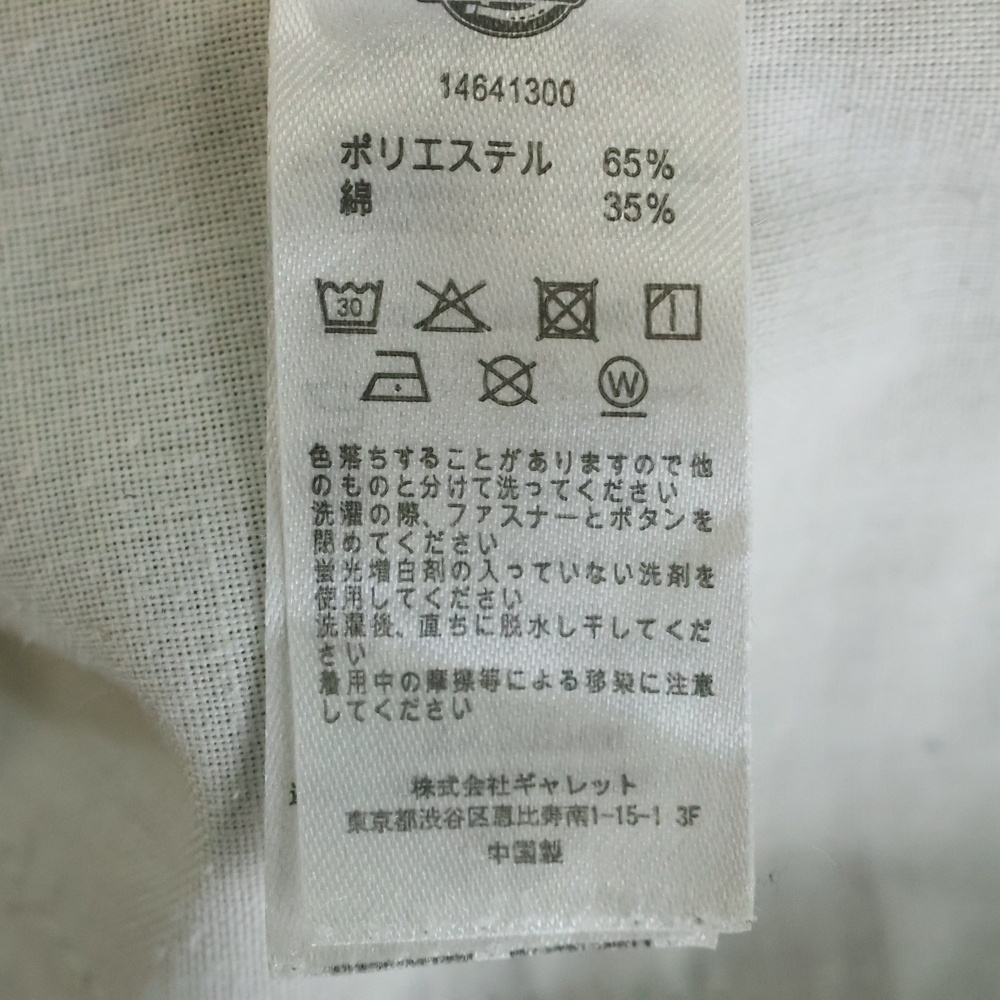 14641300
ポリエステル 65%
綿 35%
30
W
色落ちすることがありますので他
のものと分けて洗ってください
洗濯の際、ファスナーとボタンを
閉めてください
蛍光増白剤の入っていない洗剤を
使用してください
洗濯後、直ちに脱水し干してくだ
さい
着用中の摩擦等による移染に注意
してください
株式会社ギャレット
東京都渋谷区恵比寿南1-15-1 3F
中国製